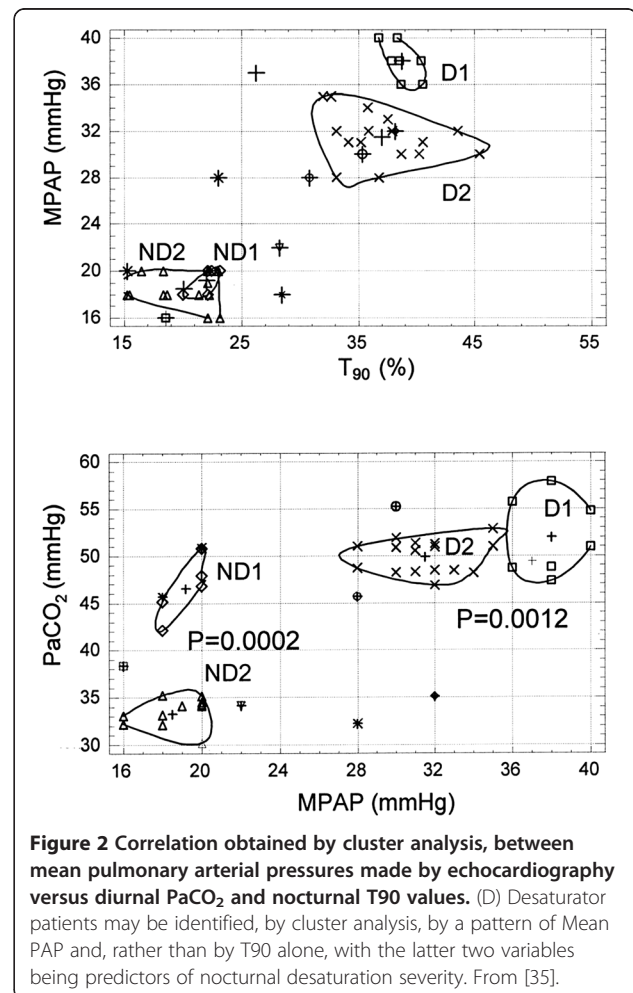 40
36
32
28
24
20
16
MPAP (mmHg)
D1
D2
ND2
ND1
15
25
35
45
55
T90 (%)
60
55
50
45
40
35
30
PaCO2 (mmHg)
D1
D2
ND1
P=0.0002
P=0.0012
ND2
16
20
24
28
32
36
40
MPAP (mmHg)
Figure 2 Correlation obtained by cluster analysis, between
mean pulmonary arterial pressures made by echocardiography
versus diurnal PaCO2 and nocturnal T90 values. (D) Desaturator
patients may be identified, by cluster analysis, by a pattern of Mean
PAP and, rather than by T90 alone, with the latter two variables
being predictors of nocturnal desaturation severity. From [35].